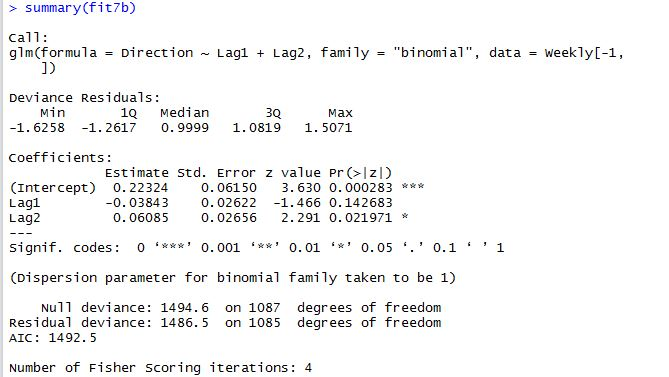 > summary(fit7b)
Call:
glm(formula = Direction ~ Lag1 + Lag2, family = "binomial", data = Weekly[-1,
    ])
Deviance Residuals:
    Min       1Q   Median       3Q      Max
-1.6258  -1.2617   0.9999   1.0819   1.5071
Coefficients:
            Estimate Std. Error z value Pr(>|z|)
(Intercept)  0.22324    0.06150   3.630 0.000283 ***
Lag1        -0.03843    0.02622  -1.466 0.142683
Lag2         0.06085    0.02656   2.291 0.021971 *
---
Signif. codes:  0 ‘***’ 0.001 ‘**’ 0.01 ‘*’ 0.05 ‘.’ 0.1 ‘ ’ 1
(Dispersion parameter for binomial family taken to be 1)
    Null deviance: 1494.6  on 1087  degrees of freedom
Residual deviance: 1486.5  on 1085  degrees of freedom
AIC: 1492.5
Number of Fisher Scoring iterations: 4